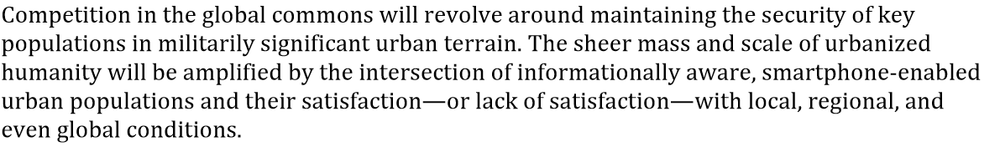 Competition in the global commons will revolve around maintaining the security of key
populations in militarily significant urban terrain. The sheer mass and scale of urbanized
humanity will be amplified by the intersection of informationally aware, smartphone-enabled
urban populations and their satisfaction—or lack of satisfaction—with local, regional, and
even global conditions.